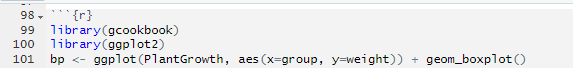 98 ```{r}
99 library(gcookbook)
100 library(ggplot2)
101 bp <- ggplot(PlantGrowth, aes(x=group, y=weight)) + geom_boxplot()